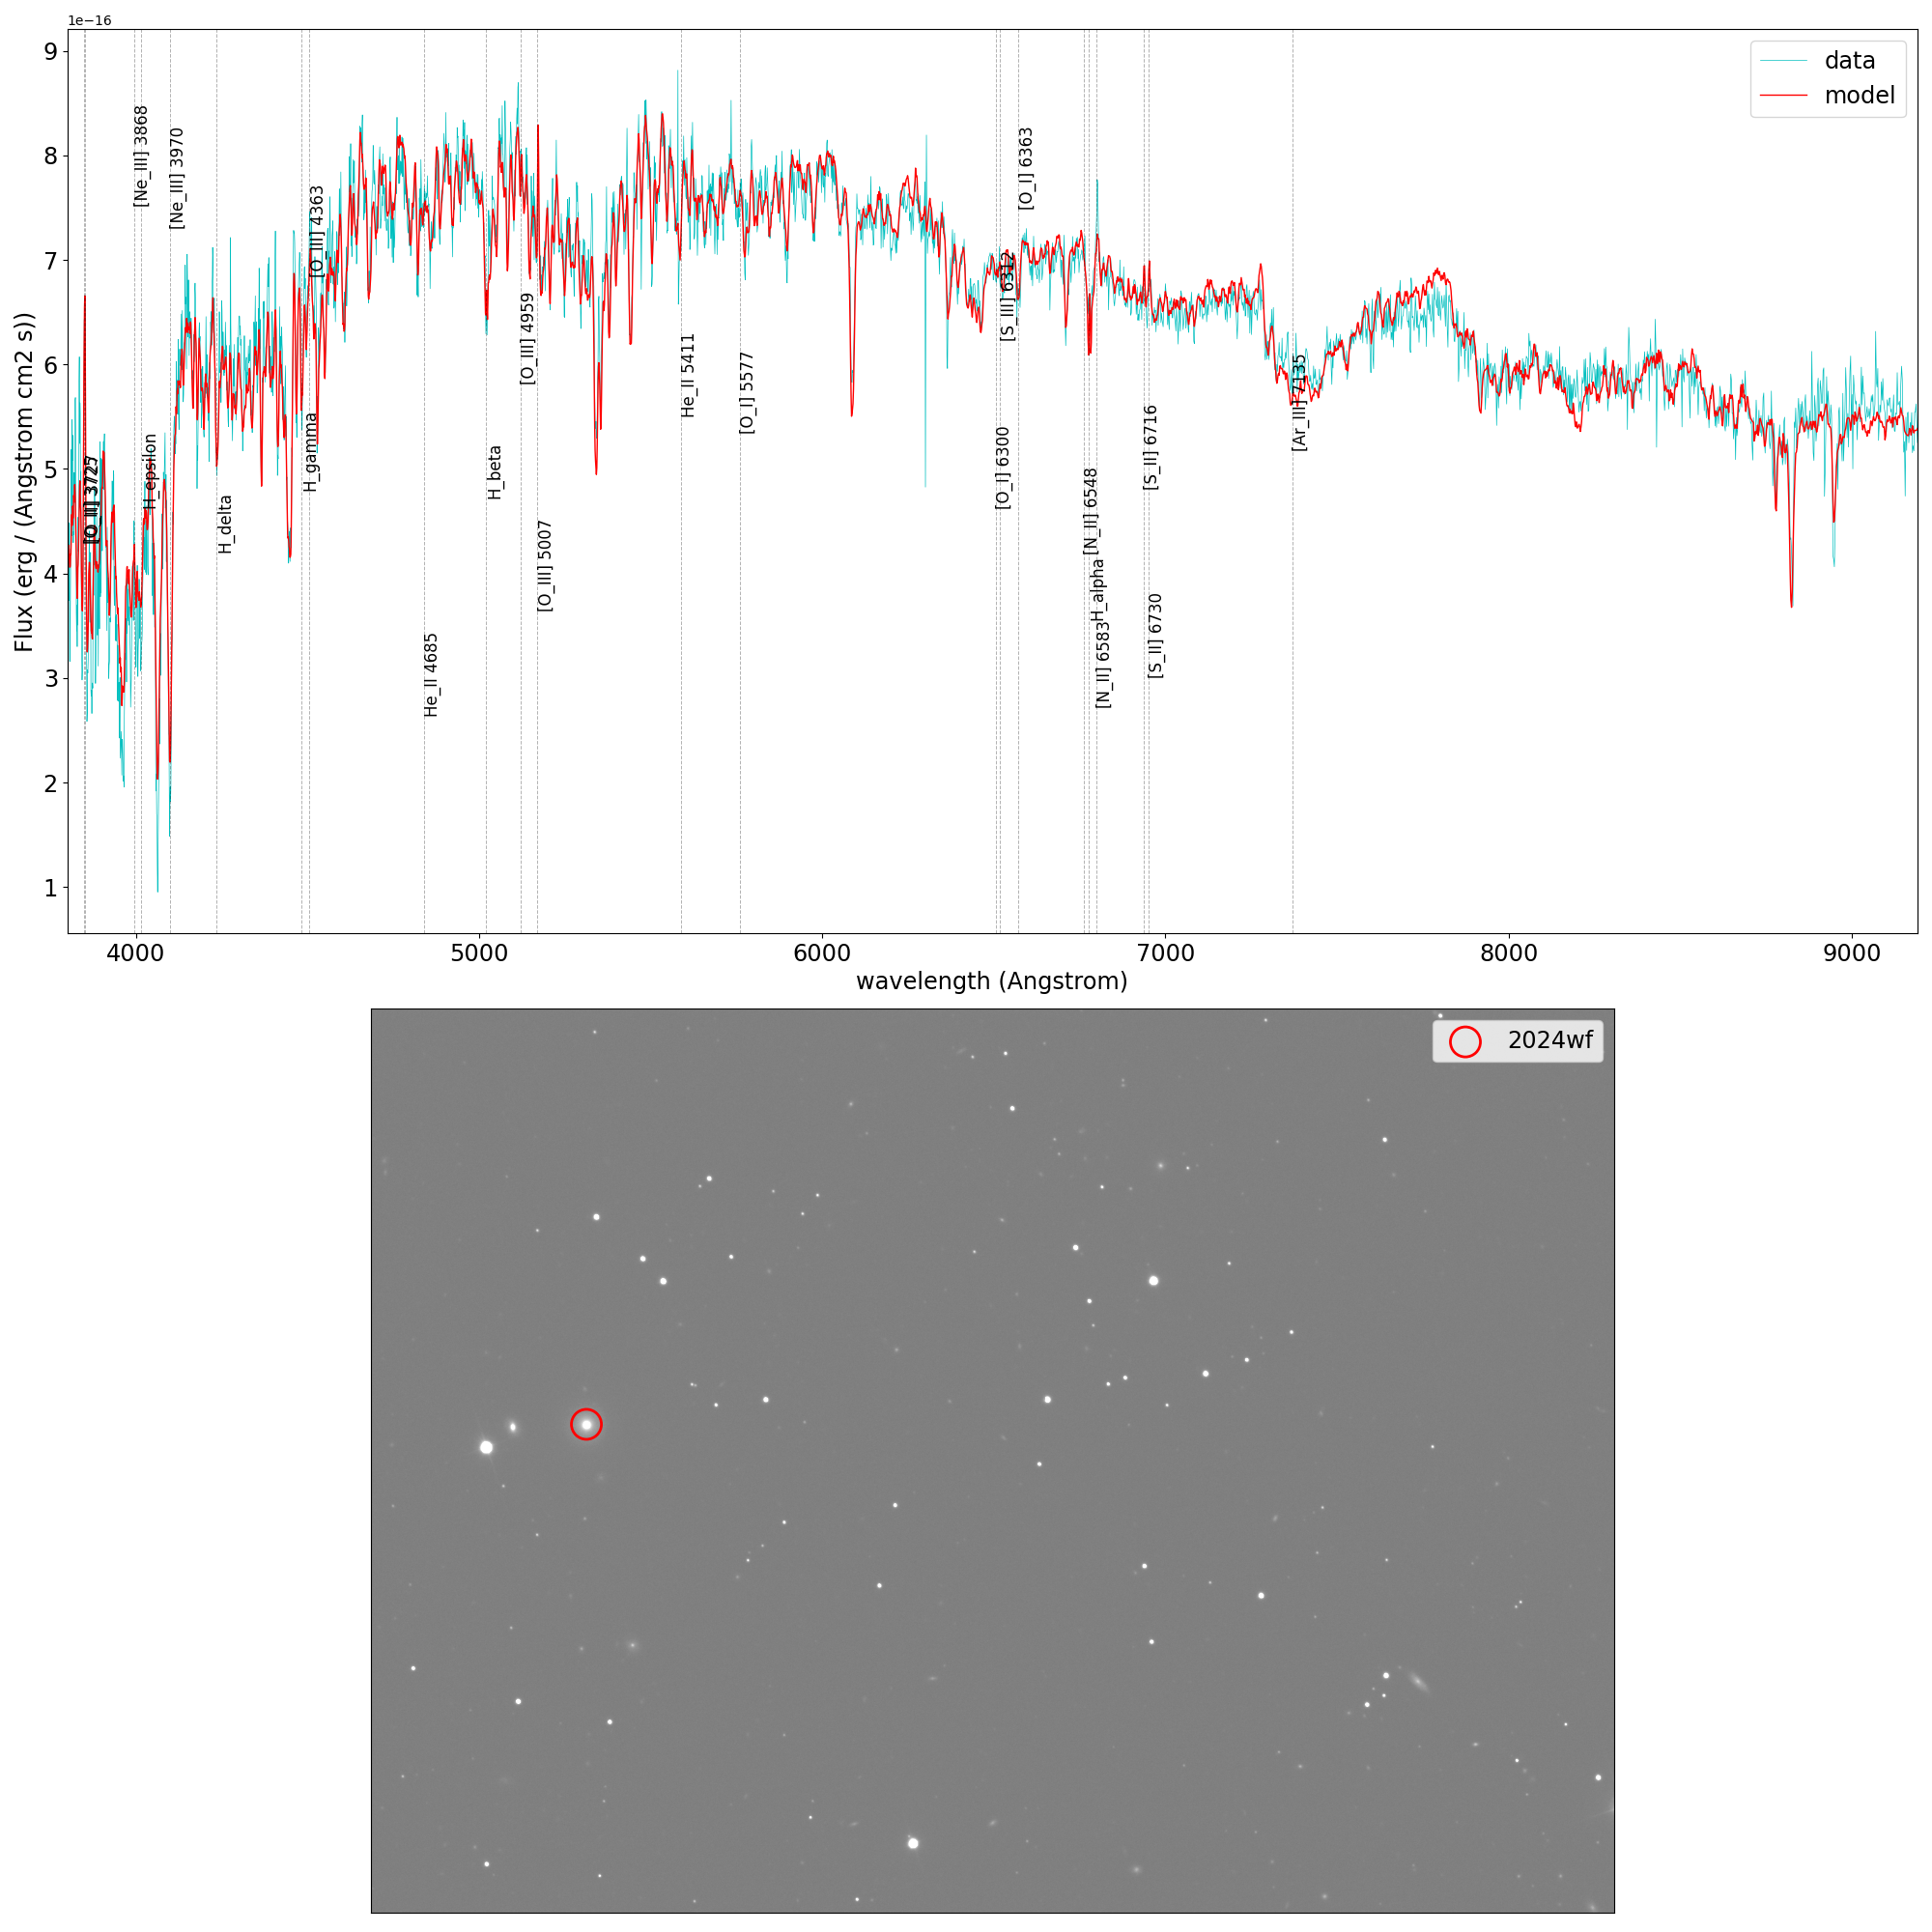 1e−16
Flux (erg / (Angstrom cm2 s))
9
8
7
6
5
4
3
2
1
data
model
[Ne_III] 3868
[Ne_III] 3970
H_epsilon
H_delta
[O_III] 4363
H_gamma
He_II 4685
H_beta
[O_III] 4959
[O_III] 5007
He_II 5411
[O_I] 5577
[O_I] 6300
[S_III] 6312
[O_I] 6363
[N_II] 6548
H_alpha
[N_II] 6583
[S_II] 6716
[S_II] 6730
[Ar_III] 7135
4000 5000 6000 7000 8000 9000
wavelength (Angstrom)
2024wf